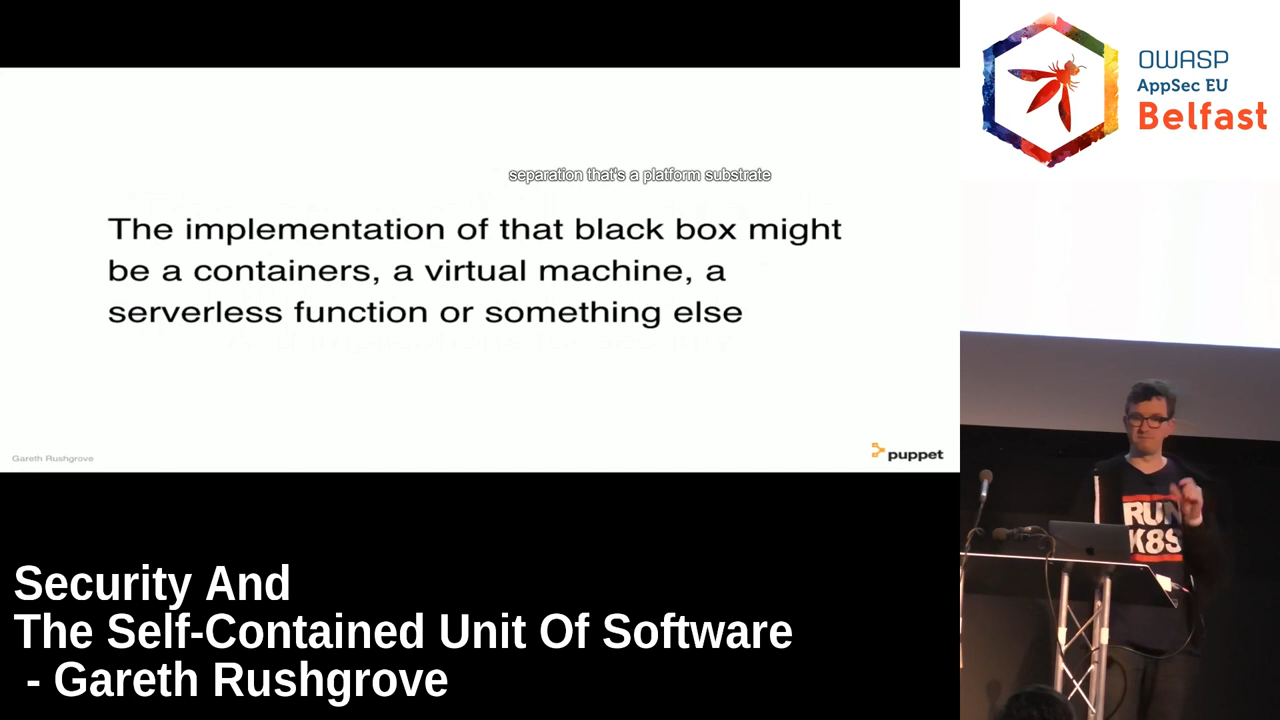 separation that's a platform substrate
The implementation of that black box might
be a containers, a virtual machine, a
serverless function or something else
Gareth Rushgrove
puppet
OWASP
AppSec EU
Belfast
RUN
K8S
Security And
The Self-Contained Unit Of Software
- Gareth Rushgrove